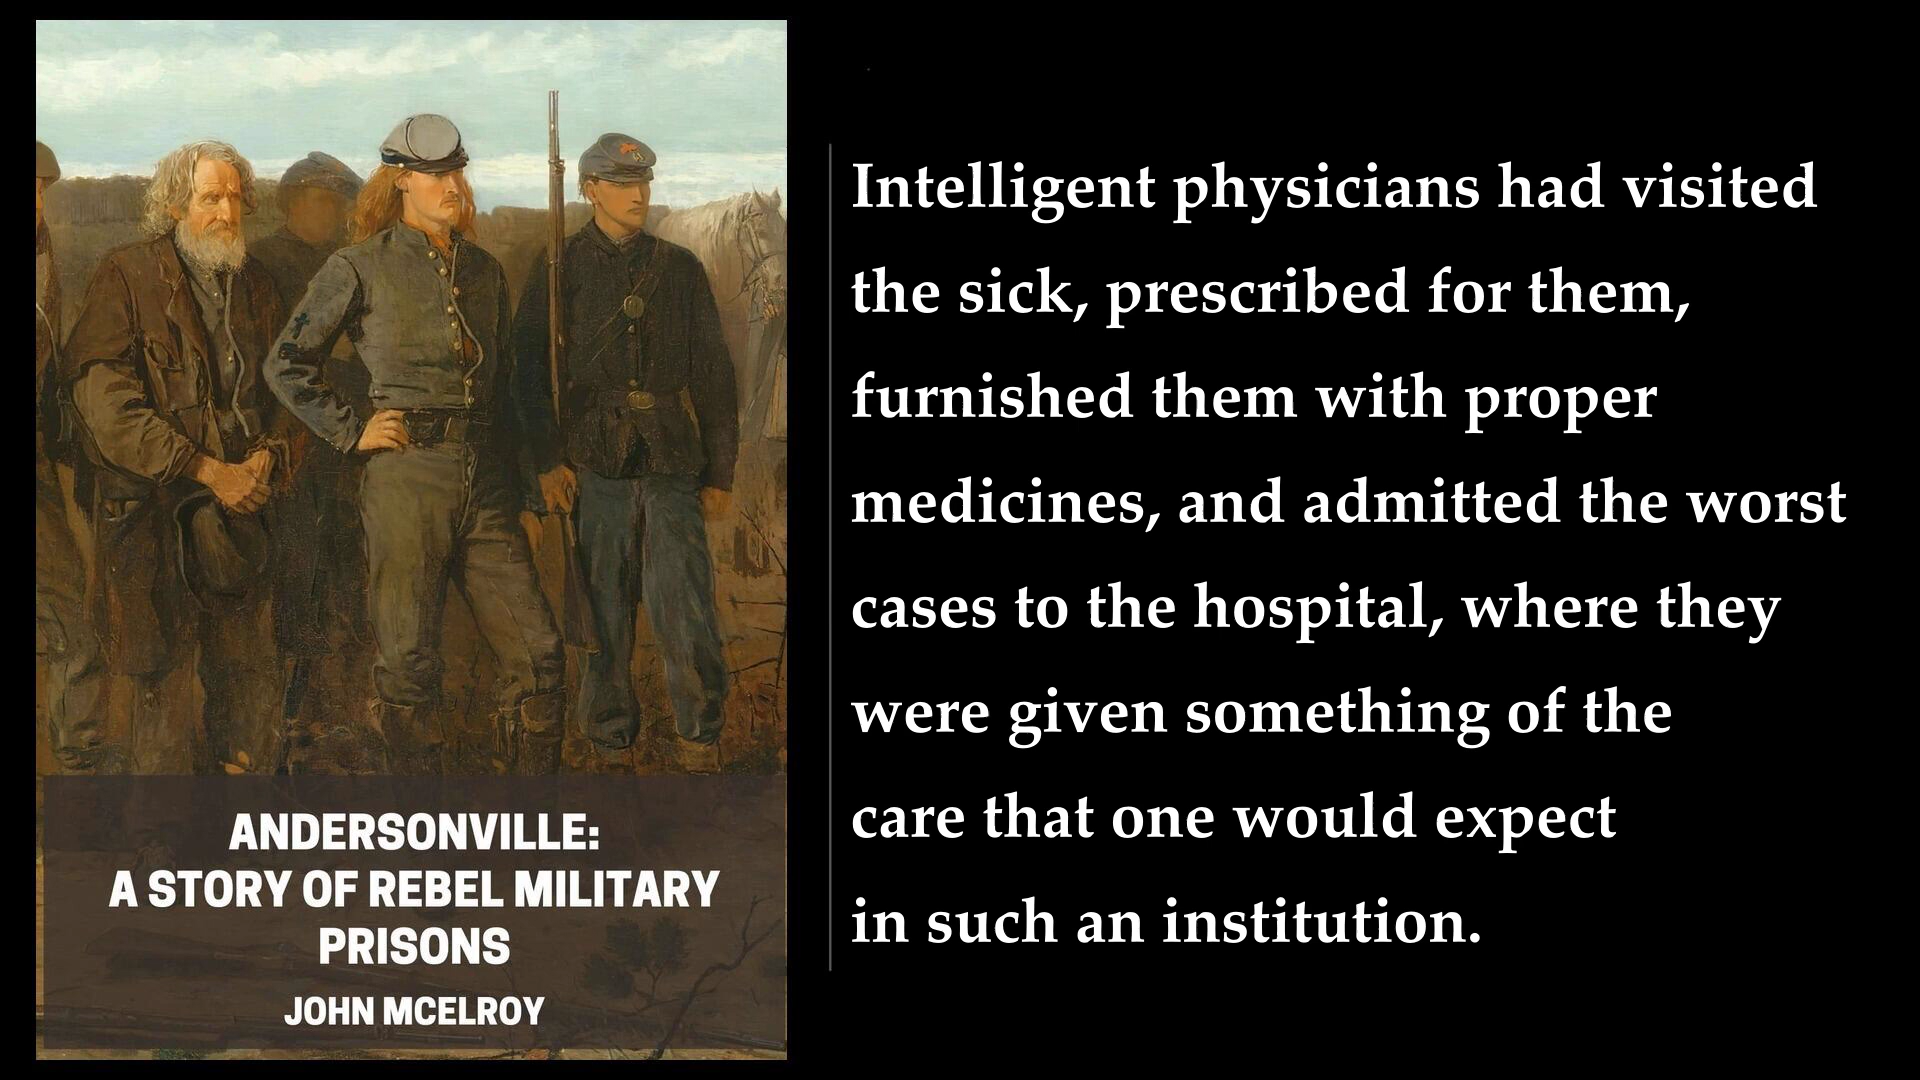 ANDERSONVILLE:
A STORY OF REBEL MILITARY
PRISONS
JOHN MCELROY
Intelligent physicians had visited
the sick, prescribed for them,
furnished them with proper
medicines, and admitted the worst
cases to the hospital, where they
were given something of the
care that one would expect
in such an institution.